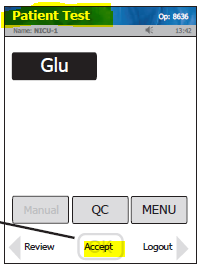 Patient Test Op: 8636
Name: NICU-1 13:42
Glu
Manual QC MENU
Review Accept Logout